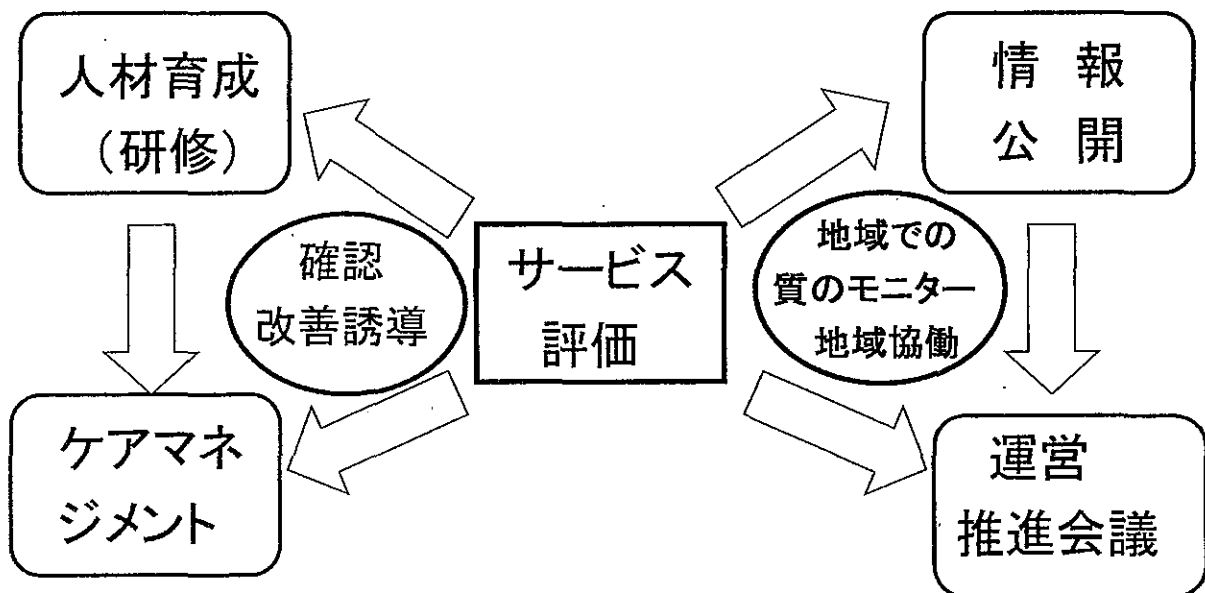 人材育成
（研修）
情報
公開
確認
改善誘導
サービス
評価
地域での
質のモニター
地域協働
ケアマネ
ジメント
運営
推進会議